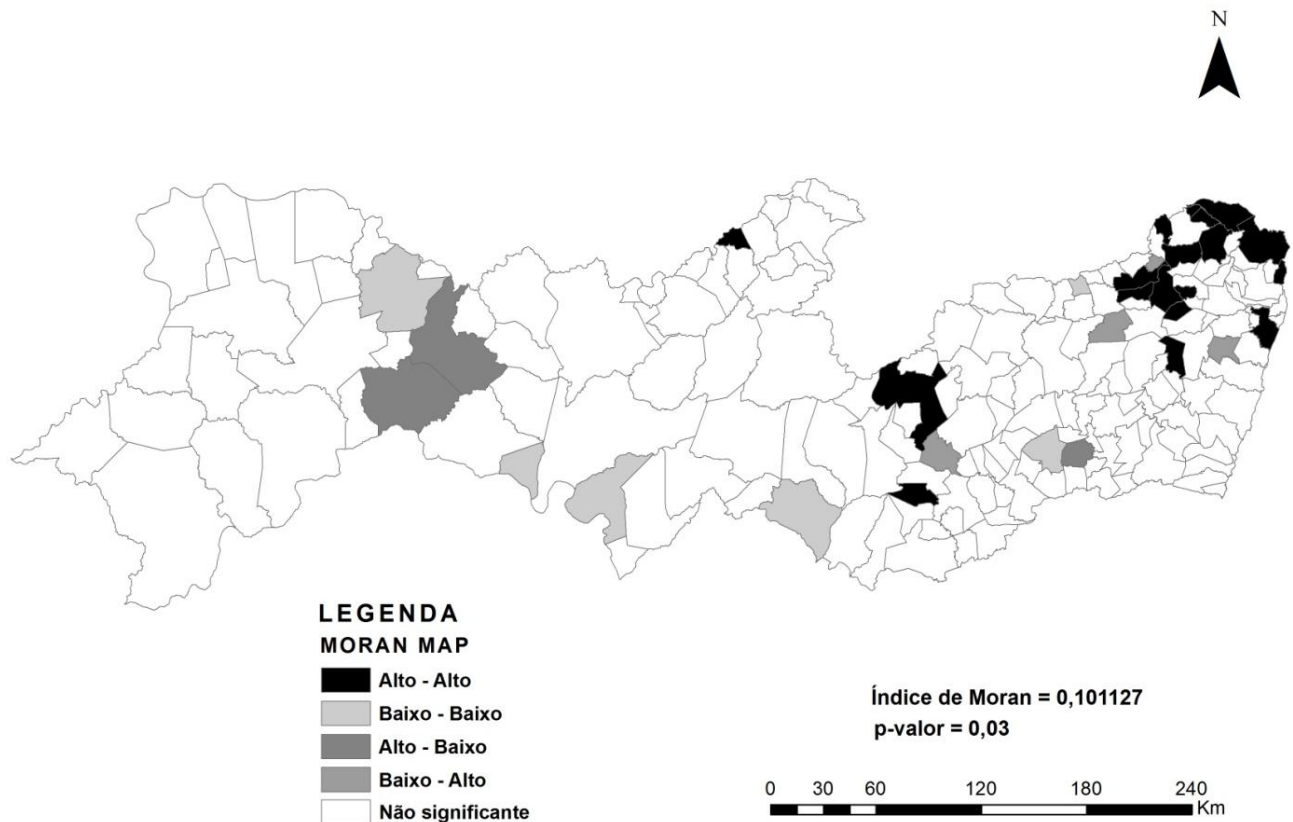 N
LEGENDA
MORAN MAP
Alto - Alto
Baixo - Baixo
Alto - Baixo
Baixo - Alto
Não significante
Índice de Moran = 0,101127
p-valor = 0,03
0 30 60 120 180 240
Km